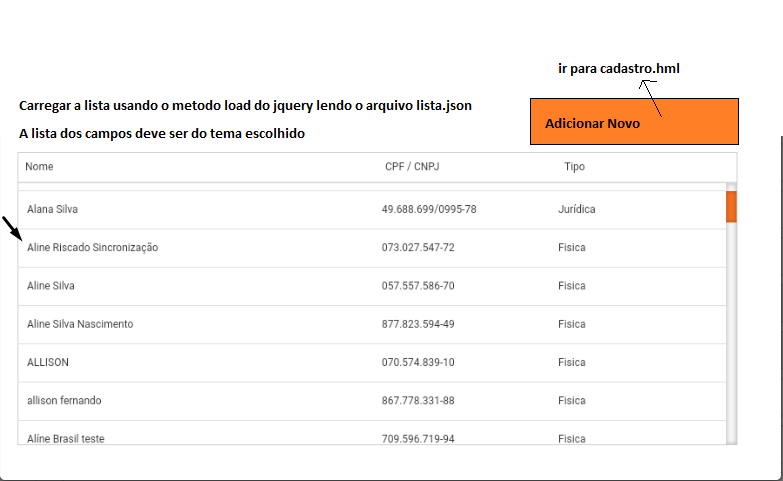 ir para cadastro.hml
Carregar a lista usando o metodo load do jquery lendo o arquivo lista.json
Adicionar Novo
A lista dos campos deve ser do tema escolhido
Nome CPF / CNPJ Tipo
Alana Silva 49.688.699/0995-78 Jurídica
Aline Riscado Sincronização 073.027.547-72 Fisica
Aline Silva 057.557.586-70 Fisica
Aline Silva Nascimento 877.823.594-49 Fisica
ALLISON 070.574.839-10 Fisica
allison fernando 867.778.331-88 Fisica
Alíne Brasil teste 709.596.719-94 Fisica